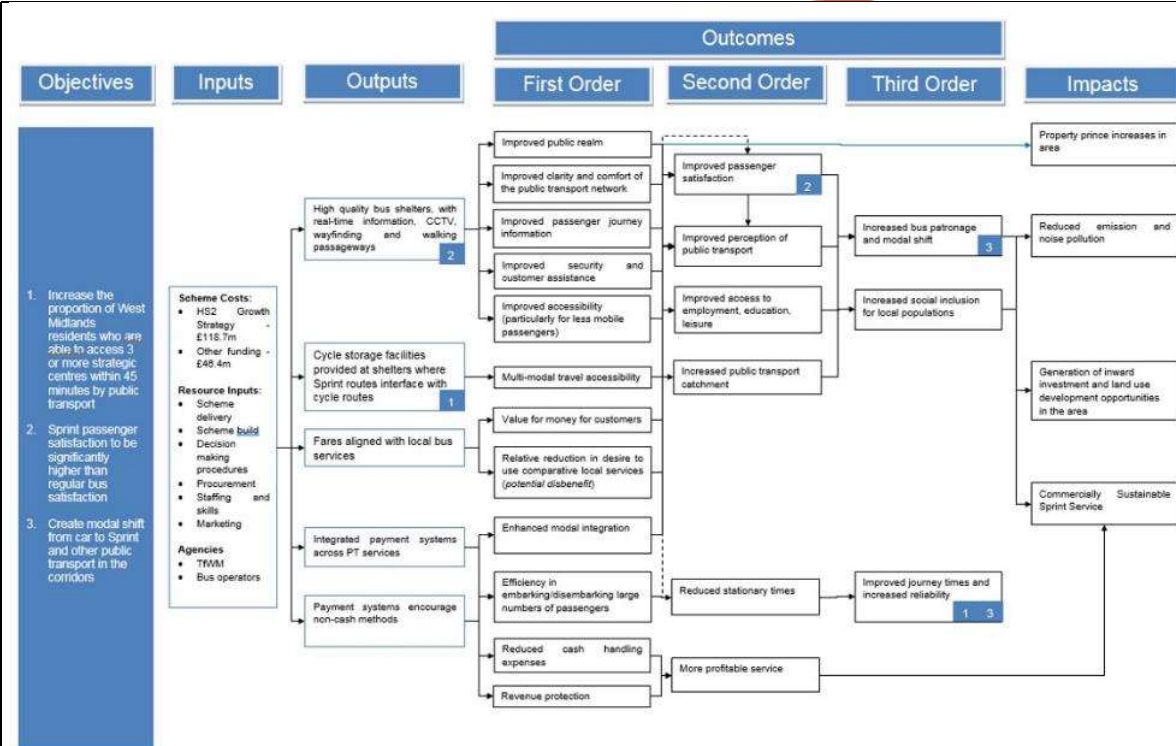 Outcomes
Objectives
Inputs
Outputs
First Order
Second Order
Third Order
Impacts
1. Increase the
proportion of West
Midlands
residents who are
able to access 3
or more strategic
centres within 45
minutes by public
transport
2. Sprint passenger
satisfaction to be
significantly
higher than
regular bus
satisfaction
3. Create modal shift
from car to Sprint
and other public
transport in the
corridors
Scheme Costs:
• HS2 Growth
Strategy -
£118.7m
• Other funding -
£46.4m
Resource Inputs:
• Scheme
delivery
• Scheme build
• Decision
making
procedures
• Procurement
• Staffing and
skills
• Marketing
Agencies
• TfWM
• Bus operators
High quality bus shelters, with
real-time information, CCTV,
wayfinding and walking
passageways
2
Cycle storage facilities
provided at shelters where
Sprint routes interface with
cycle routes
1
Fares aligned with local bus
services
Integrated payment systems
across PT services
Payment systems encourage
non-cash methods
Improved public realm
Improved clarity and comfort of
the public transport network
Improved passenger journey
information
Improved security and
customer assistance
Improved accessibility
(particularly for less mobile
passengers)
Multi-modal travel accessibility
Value for money for customers
Relative reduction in desire to
use comparative local services
(potential disbenefit)
Enhanced modal integration
Efficiency in
embarking/disembarking large
numbers of passengers
Reduced cash handling
expenses
Revenue protection
Improved passenger
satisfaction
2
Improved perception of
public transport
Improved access to
employment, education,
leisure
Increased public transport
catchment
Reduced stationary times
More profitable service
Increased bus patronage
and modal shift
3
Increased social inclusion
for local populations
Improved journey times and
increased reliability
1 3
Property prince increases in
area
Reduced emission and
noise pollution
Generation of inward
investment and land use
development opportunities
in the area
Commercially Sustainable
Sprint Service